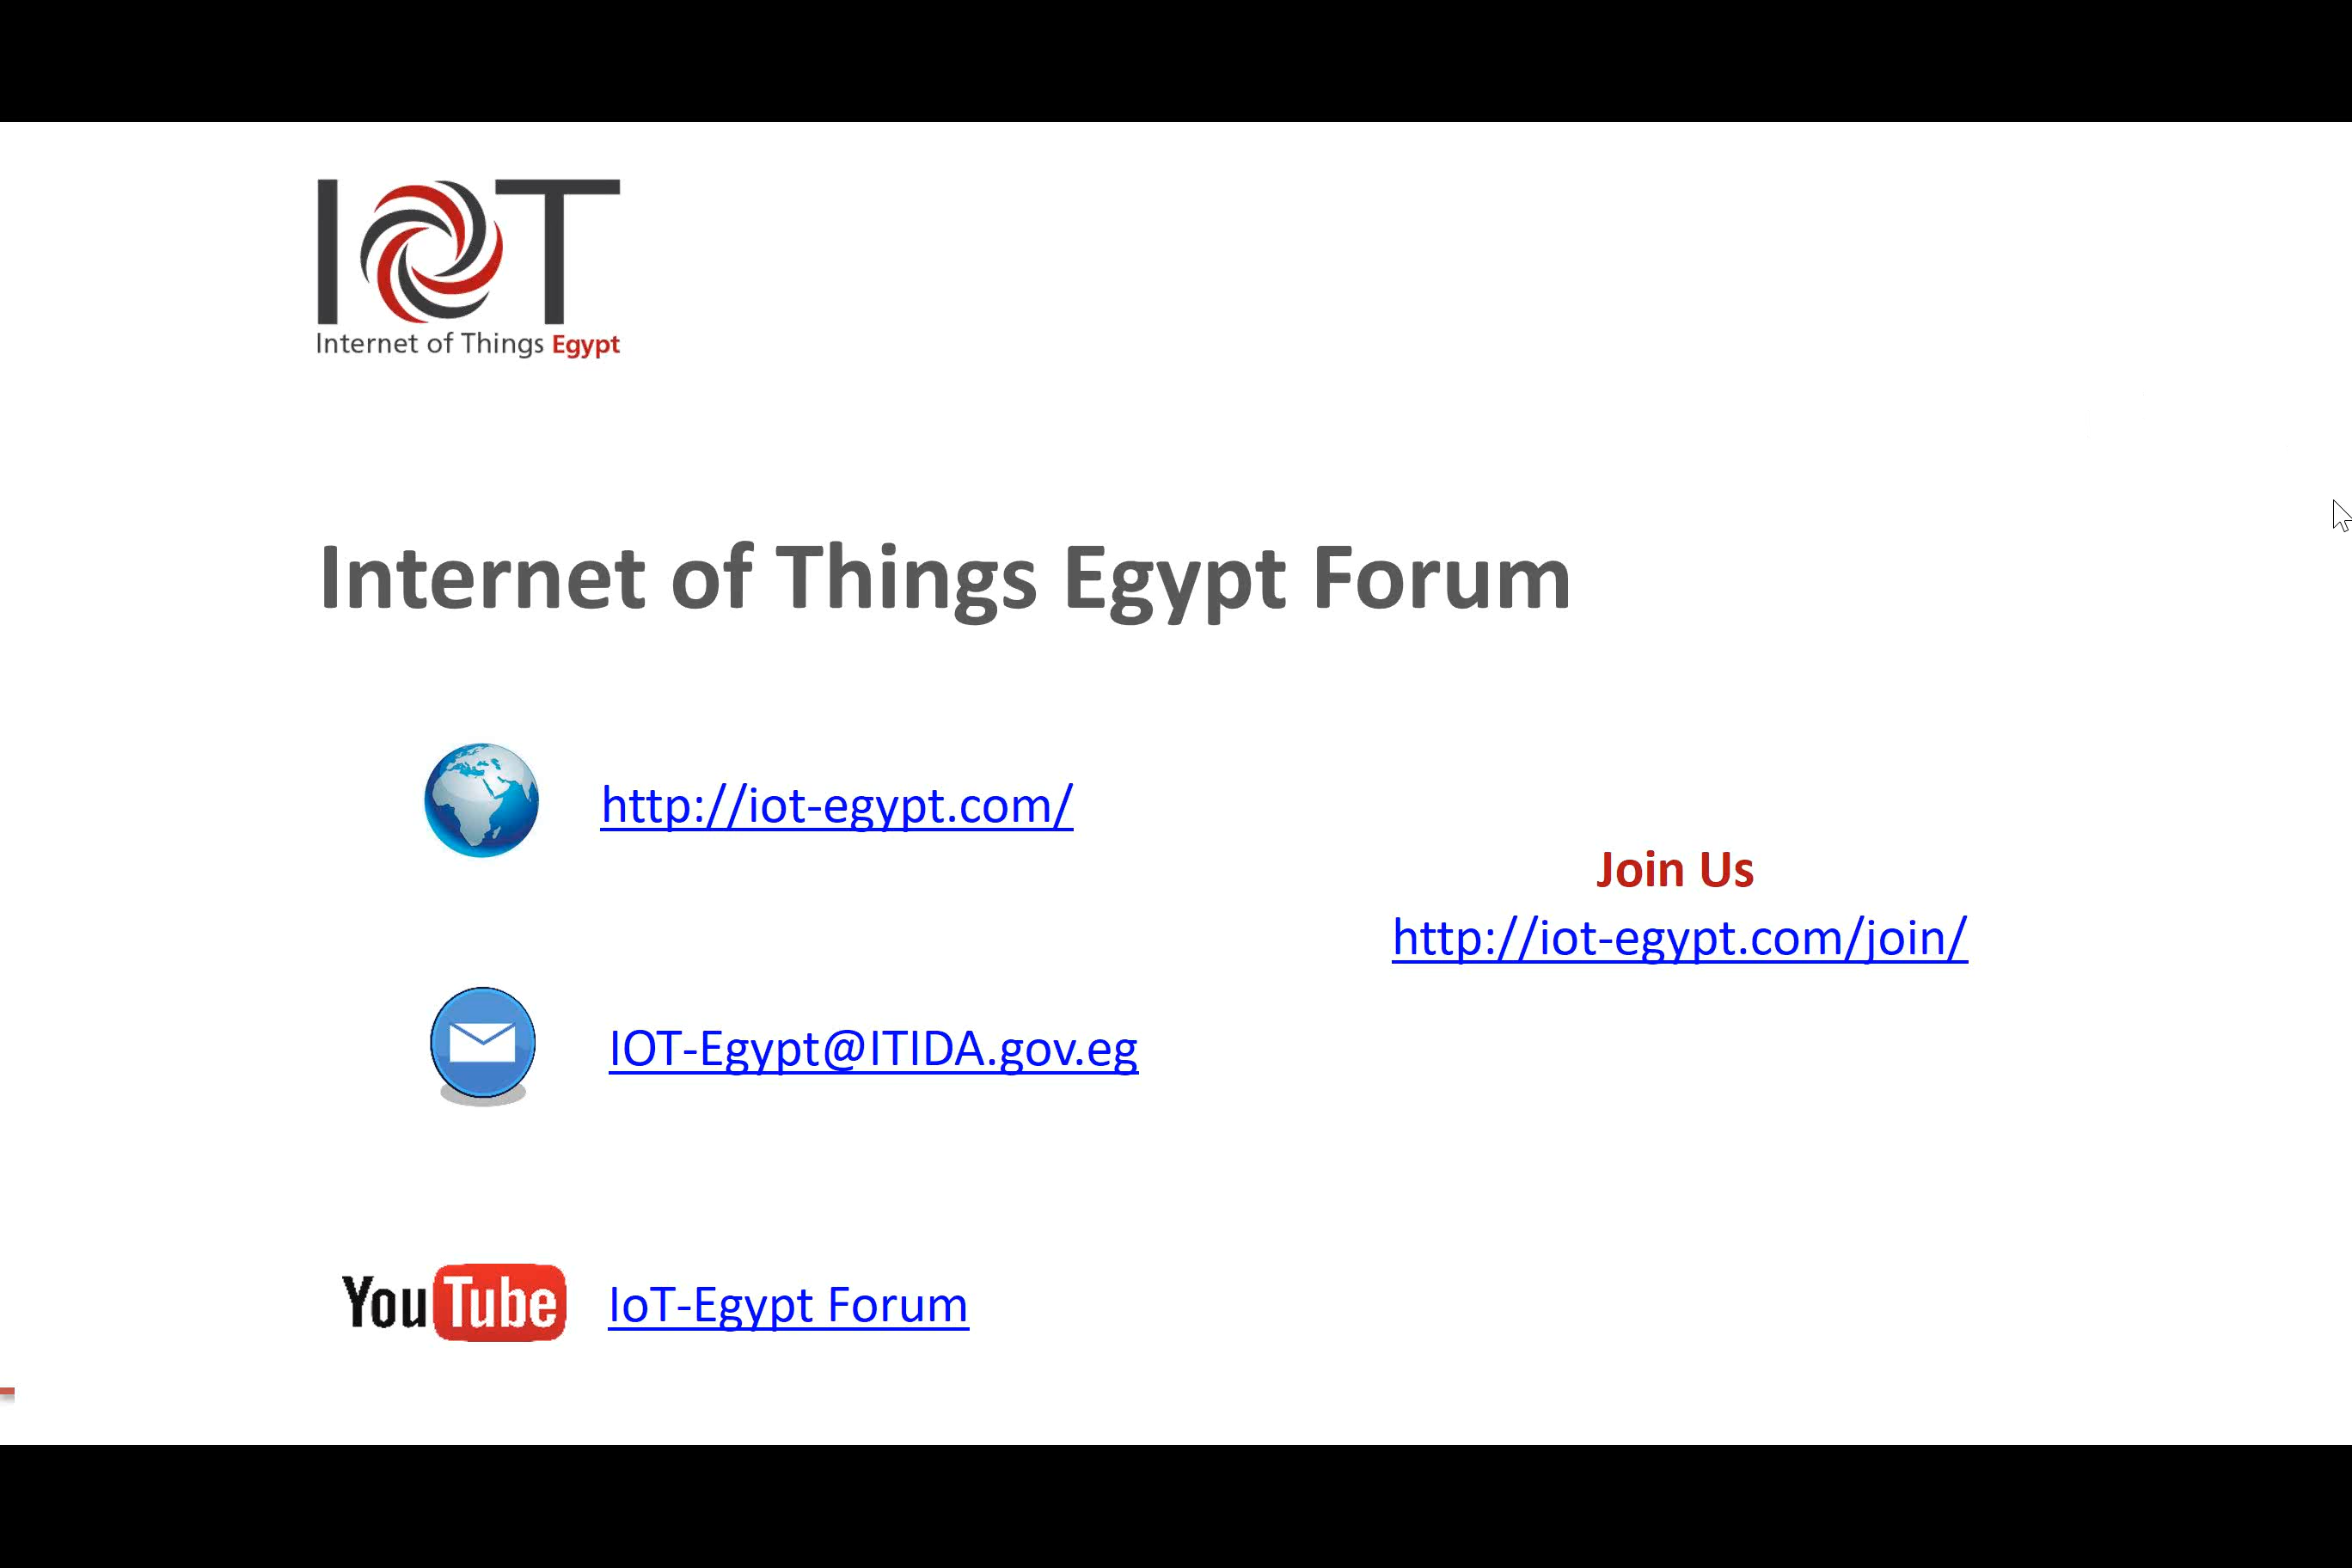 IOT
Internet of Things Egypt
Internet of Things Egypt Forum
http://iot-egypt.com/
Join Us
http://iot-egypt.com/join/
IOT-Egypt@ITIDA.gov.eg
YouTube IoT-Egypt Forum